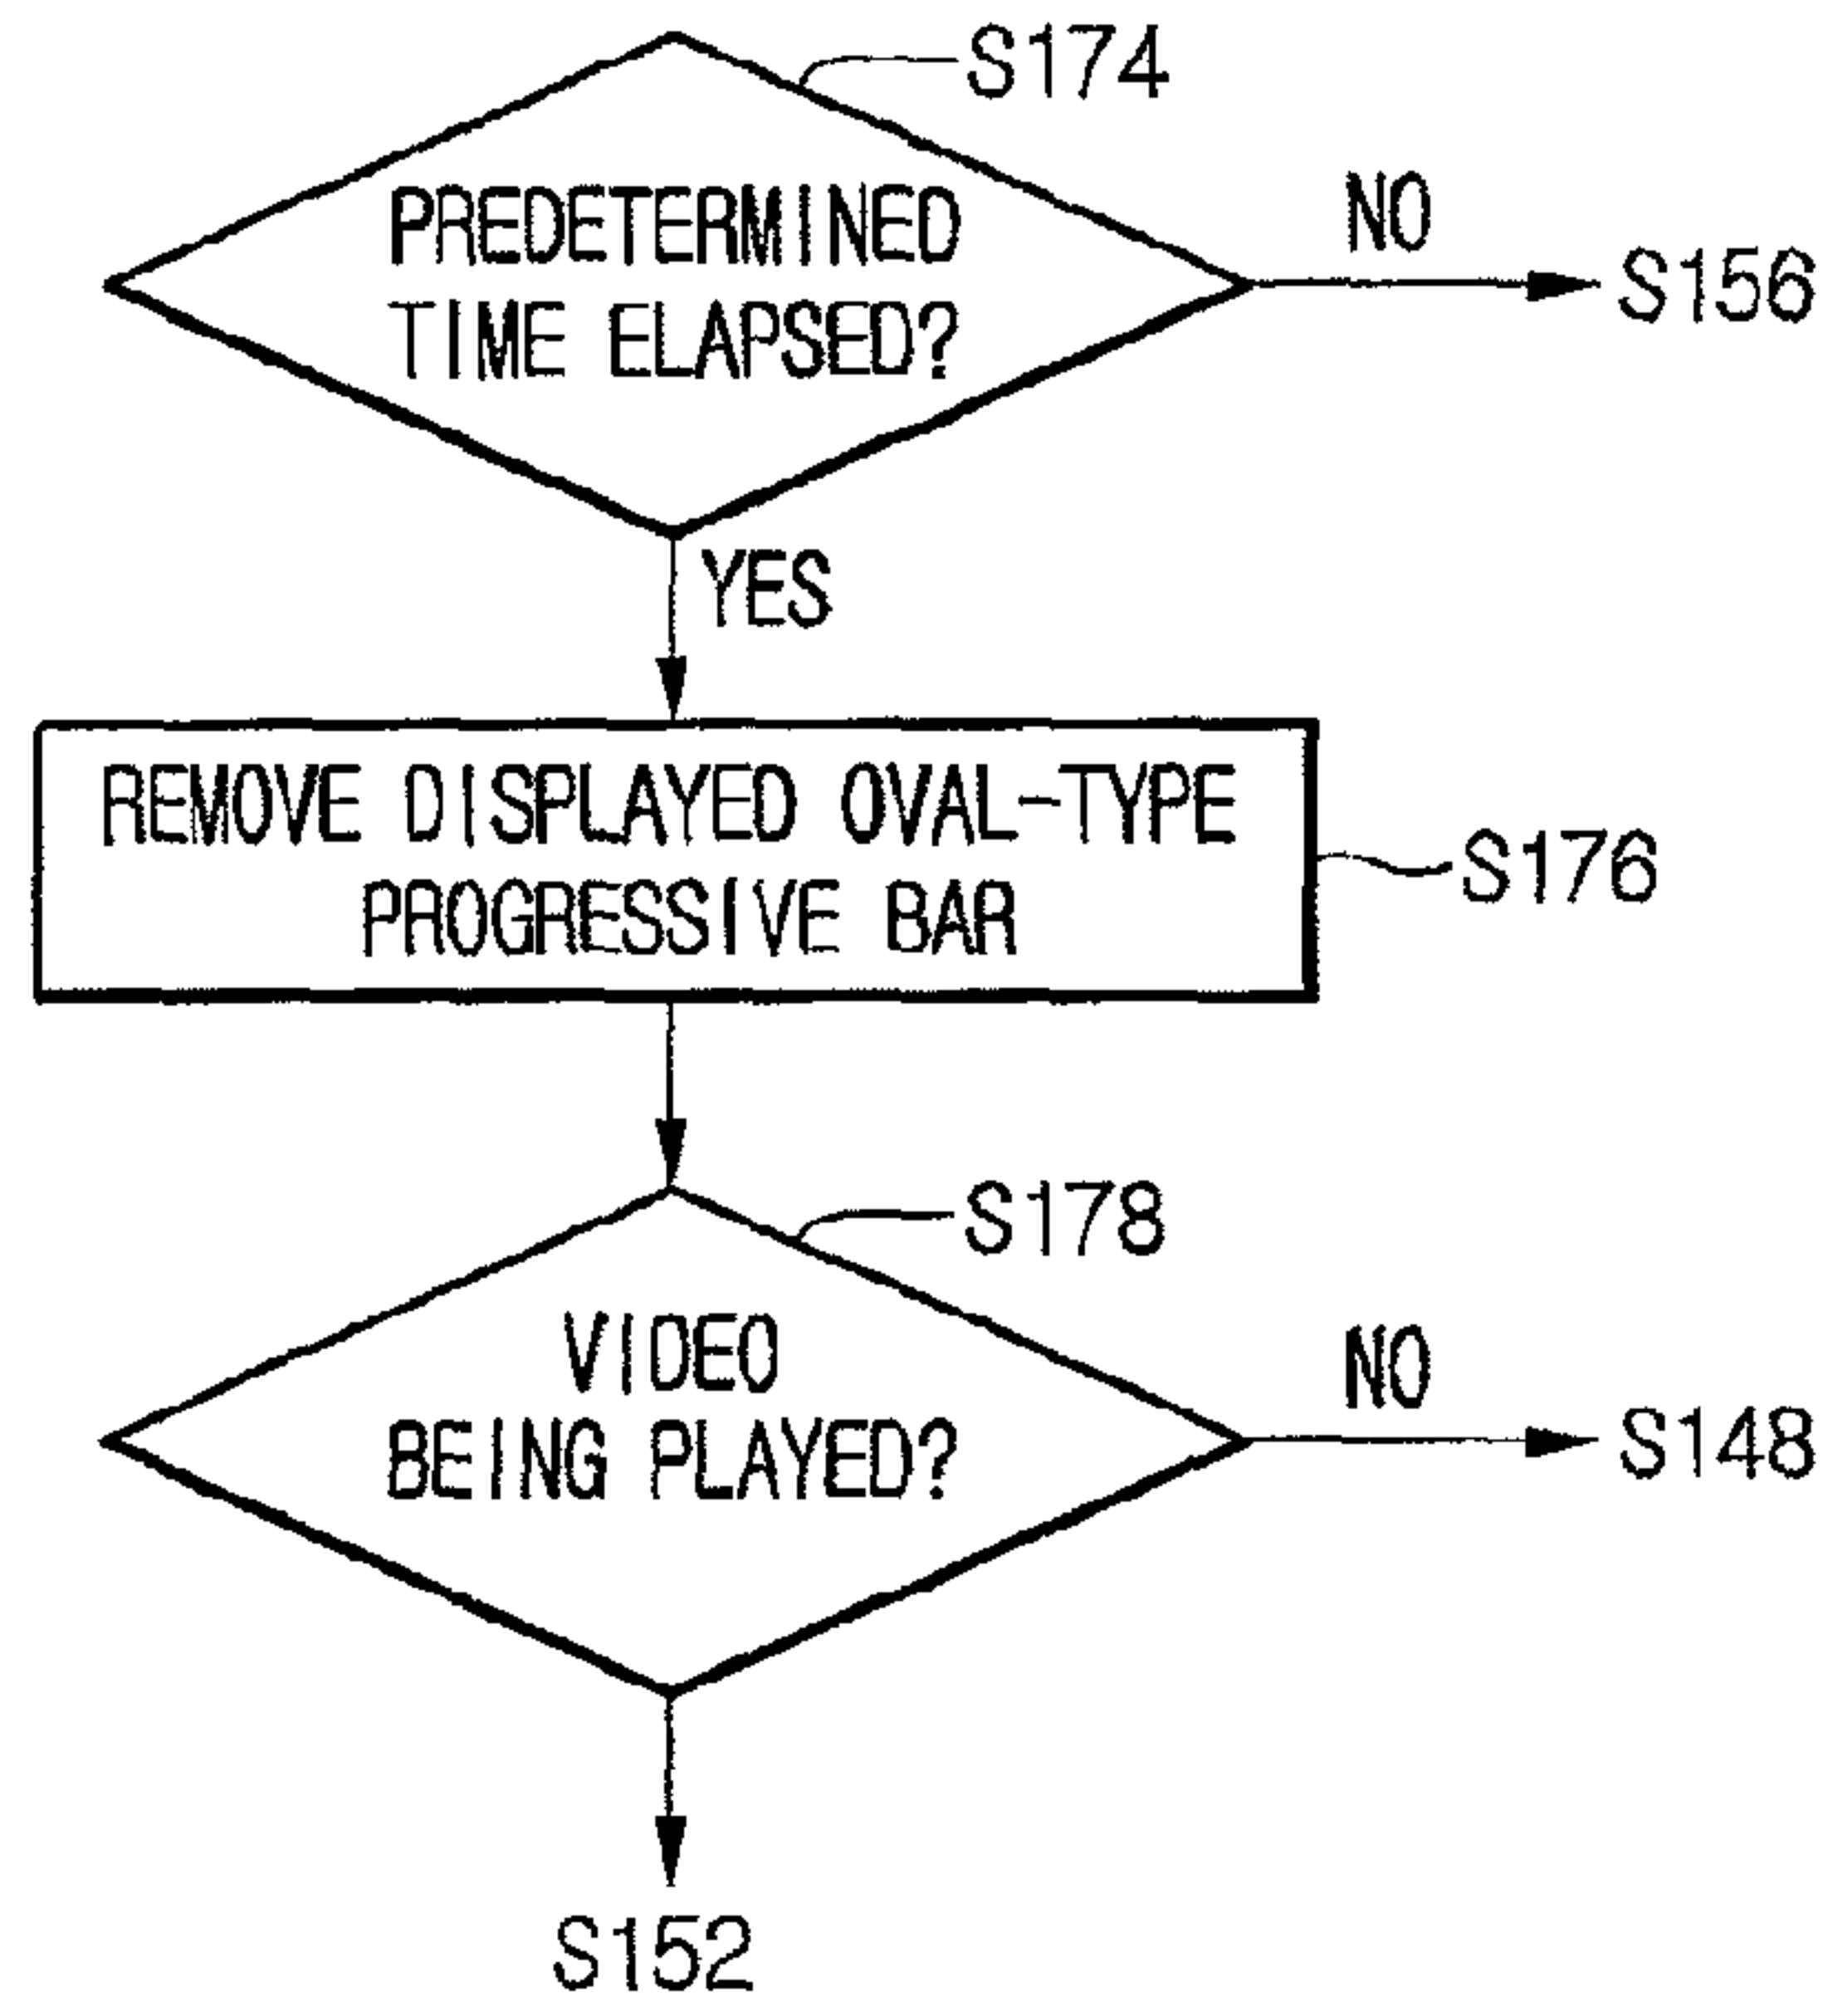 S174
PREDETERMINED
TIME ELAPSED?
NO
S156
YES
REMOVE DISPLAYED OVAL-TYPE
PROGRESSIVE BAR
S176
S178
VIDEO
BEING PLAYED?
NO
S148
S152